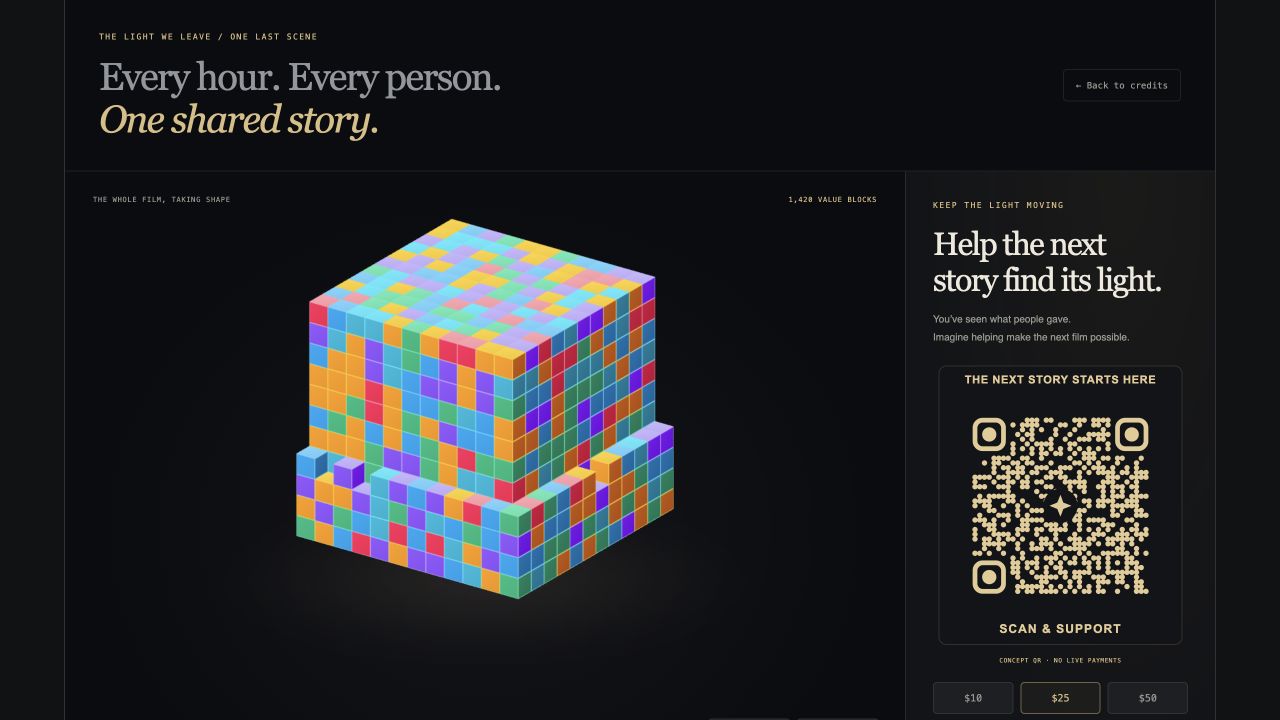 THE LIGHT WE LEAVE / ONE LAST SCENE
Every hour. Every person.
One shared story.
← Back to credits
THE WHOLE FILM, TAKING SHAPE
1,420 VALUE BLOCKS
KEEP THE LIGHT MOVING
Help the next
story find its light.
You've seen what people gave.
Imagine helping make the next film possible.
THE NEXT STORY STARTS HERE
SCAN & SUPPORT
CONCEPT QR · NO LIVE PAYMENTS
$10
$25
$50